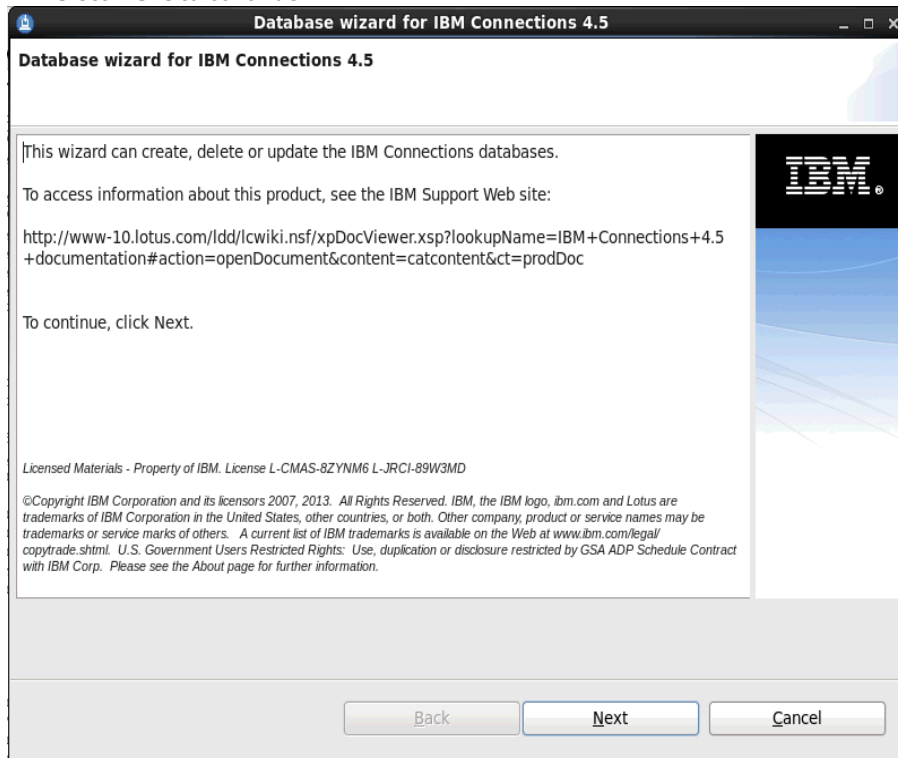 Database wizard for IBM Connections 4.5
Database wizard for IBM Connections 4.5
This wizard can create, delete or update the IBM Connections databases.
To access information about this product, see the IBM Support Web site:
http://www-10.lotus.com/ldd/lcwiki.nsf/xpDocViewer.xsp?lookupName=IBM+Connections+4.5
+documentation#action=openDocument&content=catcontent&ct=prodDoc
To continue, click Next.
IBM®
Licensed Materials - Property of IBM. License L-CMAS-8ZYNM6 L-JRCI-89W3MD
©Copyright IBM Corporation and its licensors 2007, 2013.  All Rights Reserved. IBM, the IBM logo, ibm.com and Lotus are
trademarks of IBM Corporation in the United States, other countries, or both. Other company, product or service names may be
trademarks or service marks of others.   A current list of IBM trademarks is available on the Web at www.ibm.com/legal/
copytrade.shtml.  U.S. Government Users Restricted Rights:  Use, duplication or disclosure restricted by GSA ADP Schedule Contract
with IBM Corp.  Please see the About page for further information.
Back
Next
Cancel